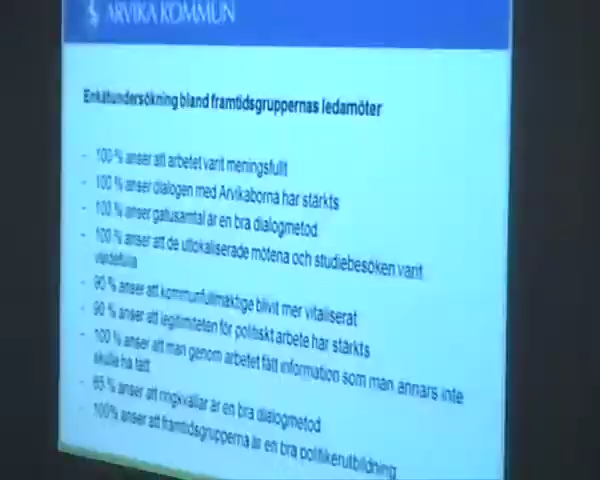 ARVIKA KOMMUN
Enkätundersökning bland framtidsgruppernas ledamöter
- 100 % anser att arbetet varit meningsfullt
- 100 % anser dialogen med Arvikaborna har stärkts
- 100 % anser gatusamtal är en bra dialogmetod
- 100 % anser att de utlokaliserade mötena och studiebesöken varit
värdefulla
- 90 % anser att kommunfullmäktige blivit mer vitaliserat
- 90 % anser att legitimiteten för politiskt arbete har stärkts
- 100 % anser att man genom arbetet fått information som man annars inte
skulle ha fått
- 65 % anser att ringkvällar är en bra dialogmetod
- 100% anser att framtidsgrupperna är en bra politikerutbildning